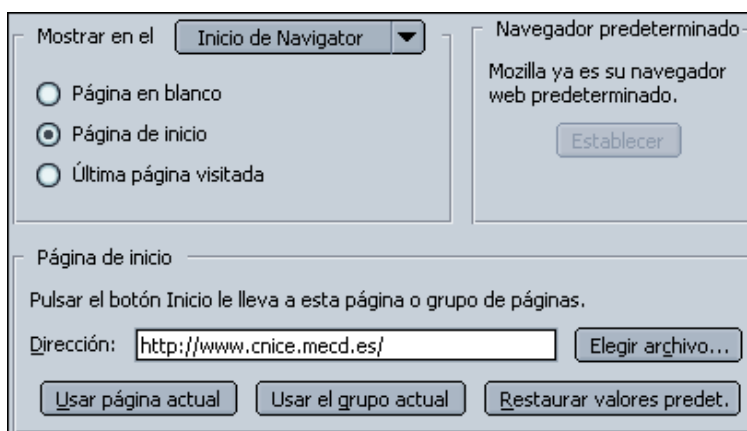 Mostrar en el Inicio de Navigator
Página en blanco
Página de inicio
Última página visitada
Navegador predeterminado
Mozilla ya es su navegador
web predeterminado.
Establecer
Página de inicio
Pulsar el botón Inicio le lleva a esta página o grupo de páginas.
Dirección: http://www.cnice.mecd.es/ Elegir archivo...
Usar página actual Usar el grupo actual Restaurar valores predet.